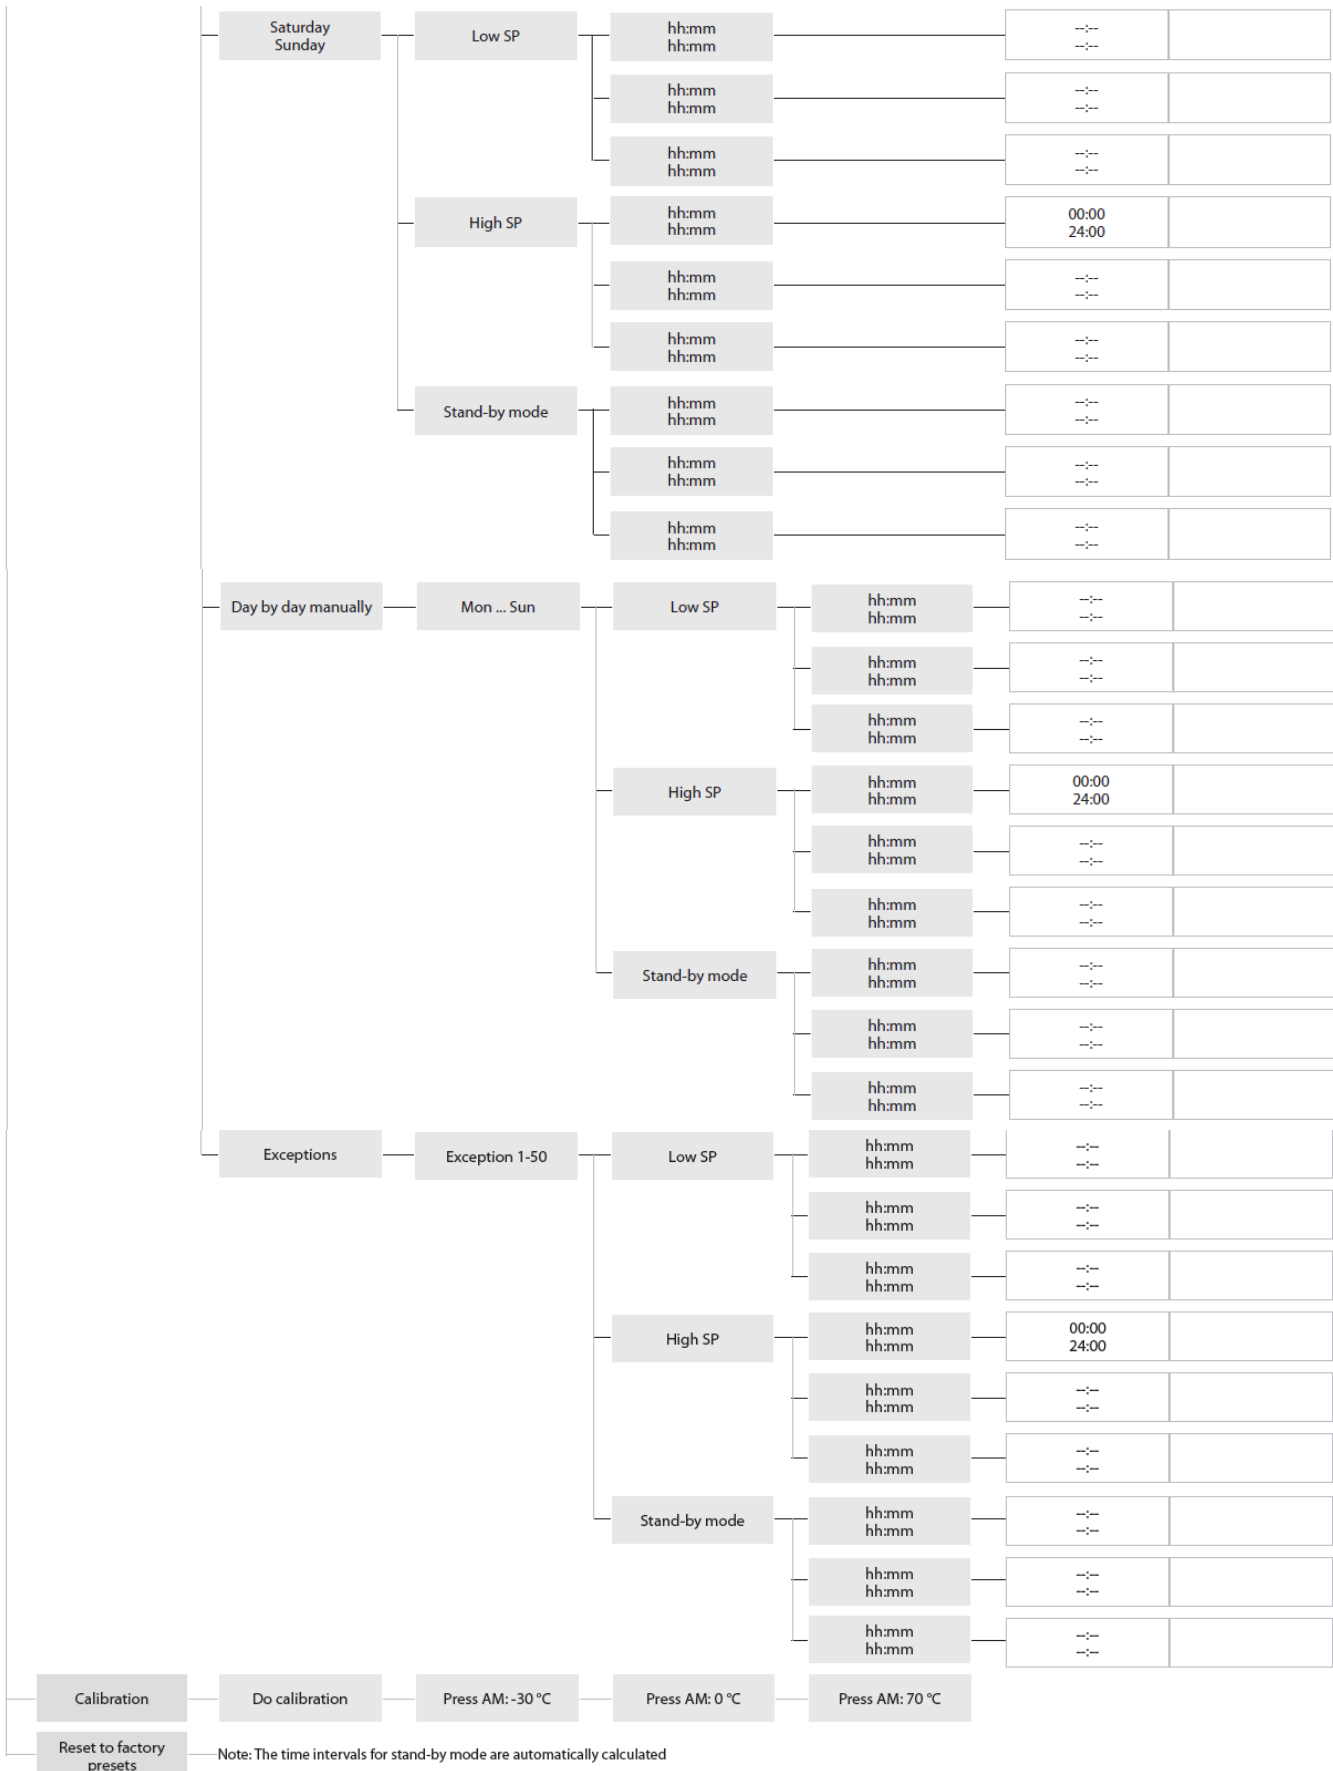 Saturday
Sunday
Low SP
hh:mm
hh:mm
--:--
--:--
hh:mm
hh:mm
--:--
--:--
hh:mm
hh:mm
--:--
--:--
High SP
hh:mm
hh:mm
00:00
24:00
hh:mm
hh:mm
--:--
--:--
hh:mm
hh:mm
--:--
--:--
Stand-by mode
hh:mm
hh:mm
--:--
--:--
hh:mm
hh:mm
--:--
--:--
hh:mm
hh:mm
--:--
--:--
Day by day manually
Mon ... Sun
Low SP
hh:mm
hh:mm
--:--
--:--
hh:mm
hh:mm
--:--
--:--
hh:mm
hh:mm
--:--
--:--
High SP
hh:mm
hh:mm
00:00
24:00
hh:mm
hh:mm
--:--
--:--
hh:mm
hh:mm
--:--
--:--
Stand-by mode
hh:mm
hh:mm
--:--
--:--
hh:mm
hh:mm
--:--
--:--
hh:mm
hh:mm
--:--
--:--
Exceptions
Exception 1-50
Low SP
hh:mm
hh:mm
--:--
--:--
hh:mm
hh:mm
--:--
--:--
hh:mm
hh:mm
--:--
--:--
High SP
hh:mm
hh:mm
00:00
24:00
hh:mm
hh:mm
--:--
--:--
hh:mm
hh:mm
--:--
--:--
Stand-by mode
hh:mm
hh:mm
--:--
--:--
hh:mm
hh:mm
--:--
--:--
hh:mm
hh:mm
--:--
--:--
Calibration
Do calibration
Press AM: -30 °C
Press AM: 0 °C
Press AM: 70 °C
Reset to factory
presets
Note: The time intervals for stand-by mode are automatically calculated